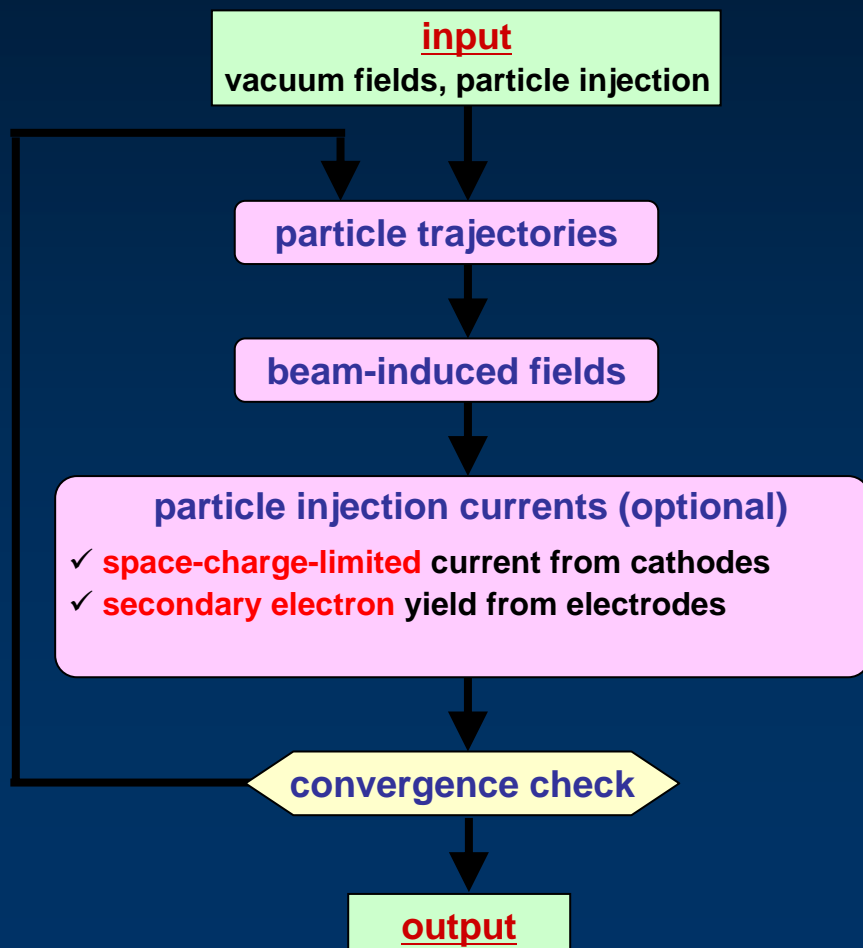 input
vacuum fields, particle injection
particle trajectories
beam-induced fields
particle injection currents (optional)
✓ space-charge-limited current from cathodes
✓ secondary electron yield from electrodes
convergence check
output